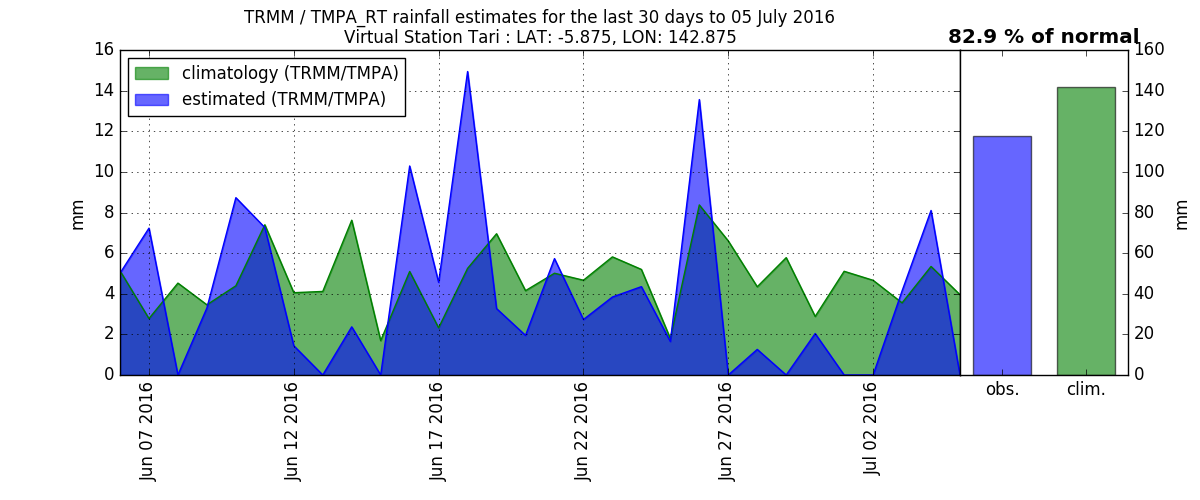 TRMM / TMPA_RT rainfall estimates for the last 30 days to 05 July 2016
Virtual Station Tari : LAT: -5.875, LON: 142.875
82.9 % of normal
climatology (TRMM/TMPA)
estimated (TRMM/TMPA)
16
14
12
10
8
6
4
2
0
mm
Jun 07 2016
Jun 12 2016
Jun 17 2016
Jun 22 2016
Jun 27 2016
Jul 02 2016
obs.
clim.
160
140
120
100
80
60
40
20
0
mm